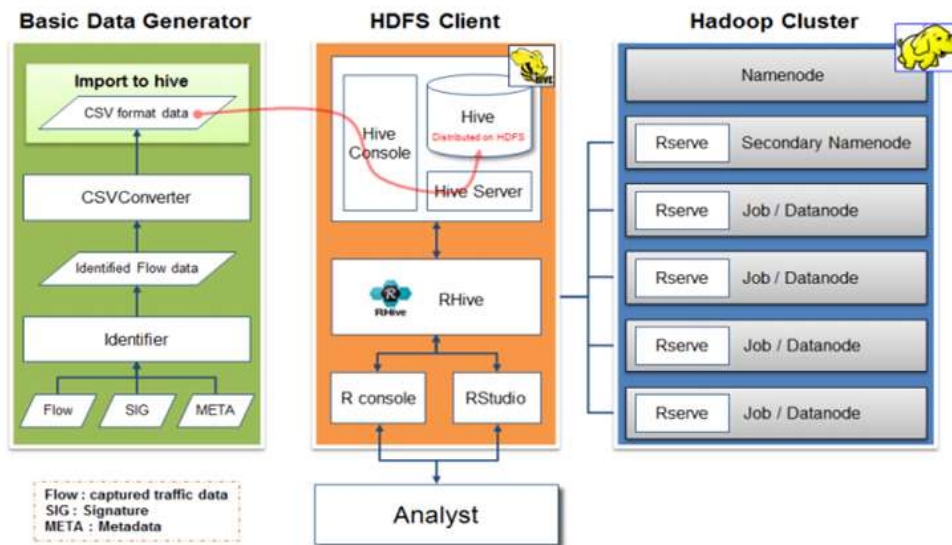 Basic Data Generator
Import to hive
CSV format data
CSVConverter
Identified Flow data
Identifier
Flow
SIG
META
Flow : captured traffic data
SIG : Signature
META : Metadata
HDFS Client
HIVE
Hive
Console
Hive
Distributed on HDFS
Hive Server
R
RHive
RHive
R console
RStudio
Analyst
Hadoop Cluster
Namenode
Rserve
Secondary Namenode
Rserve
Job / Datanode
Rserve
Job / Datanode
Rserve
Job / Datanode
Rserve
Job / Datanode